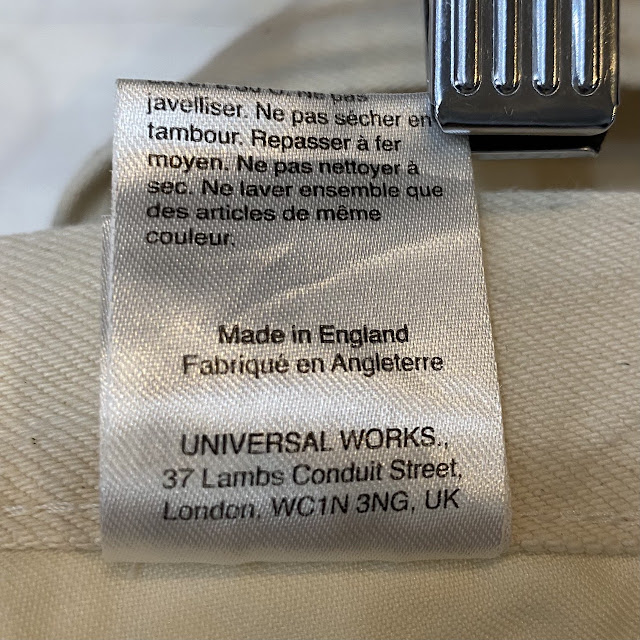 javelliser. Ne pas sécher en
tambour. Repasser à fer
moyen. Ne pas nettoyer à
sec. Ne laver ensemble que
des articles de même
couleur.
Made in England
Fabriqué en Angleterre
UNIVERSAL WORKS.,
37 Lambs Conduit Street,
London, WC1N 3NG, UK